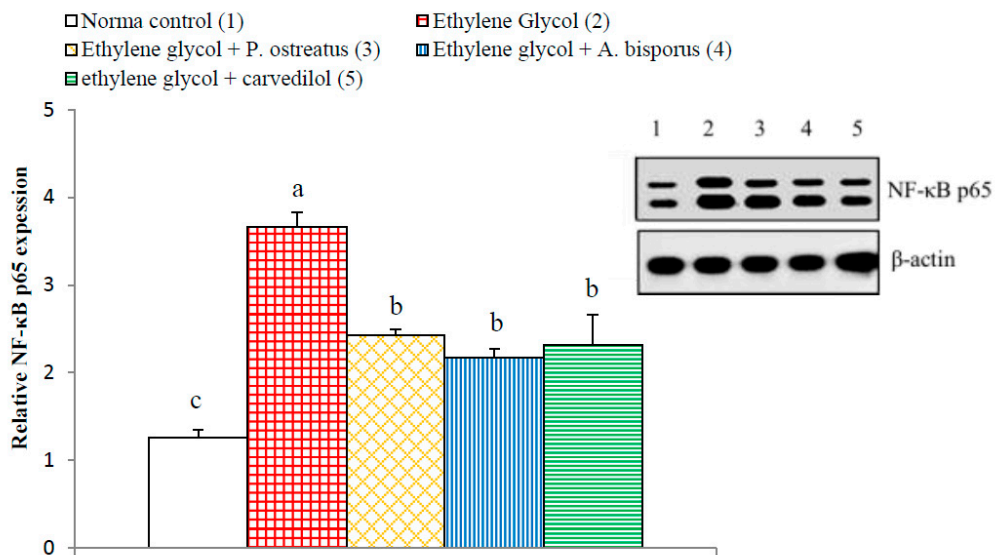 Norma control (1)
Ethylene Glycol (2)
Ethylene glycol + P. ostreatus (3)
Ethylene glycol + A. bisporus (4)
ethylene glycol + carvedilol (5)
Relative NF-κB p65 expession
5
4
3
2
1
0
c
a
b
b
b
1 2 3 4 5
NF-κB p65
β-actin